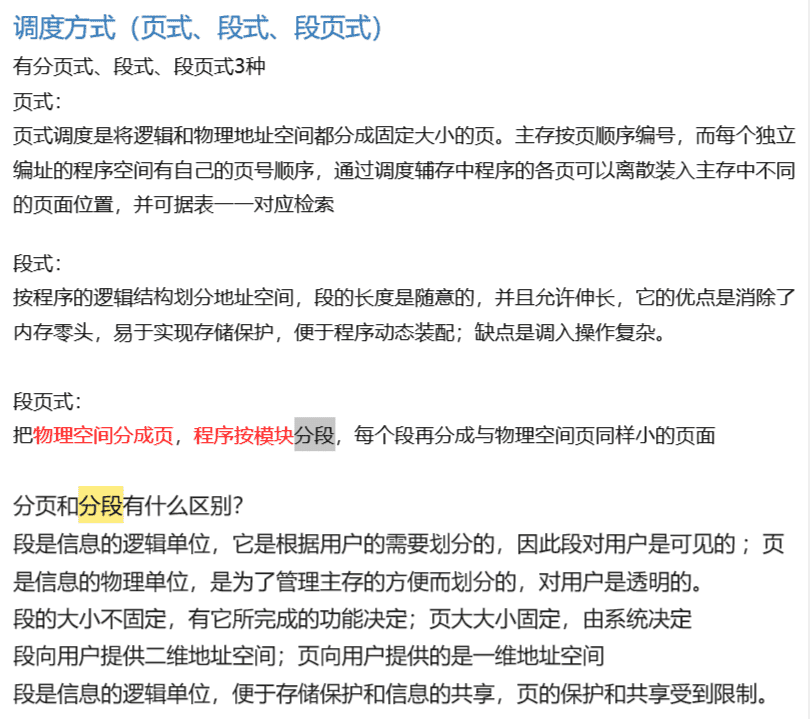 调度方式（页式、段式、段页式）
有分页式、段式、段页式3种
页式：
页式调度是将逻辑和物理地址空间都分成固定大小的页。主存按页顺序编号，而每个独立
编址的程序空间有自己的页号顺序，通过调度辅存中程序的各页可以离散装入主存中不同
的页面位置，并可据表一一对应检索
段式：
按程序的逻辑结构划分地址空间，段的长度是随意的，并且允许伸长，它的优点是消除了
内存零头，易于实现存储保护，便于程序动态装配；缺点是调入操作复杂。
段页式：
把物理空间分成页，程序按模块分段，每个段再分成与物理空间页同样小的页面
分页和分段有什么区别？
段是信息的逻辑单位，它是根据用户的需要划分的，因此段对用户是可见的 ；页
是信息的物理单位，是为了管理主存的方便而划分的，对用户是透明的。
段的大小不固定，有它所完成的功能决定；页大大小固定，由系统决定
段向用户提供二维地址空间；页向用户提供的是一维地址空间
段是信息的逻辑单位，便于存储保护和信息的共享，页的保护和共享受到限制。